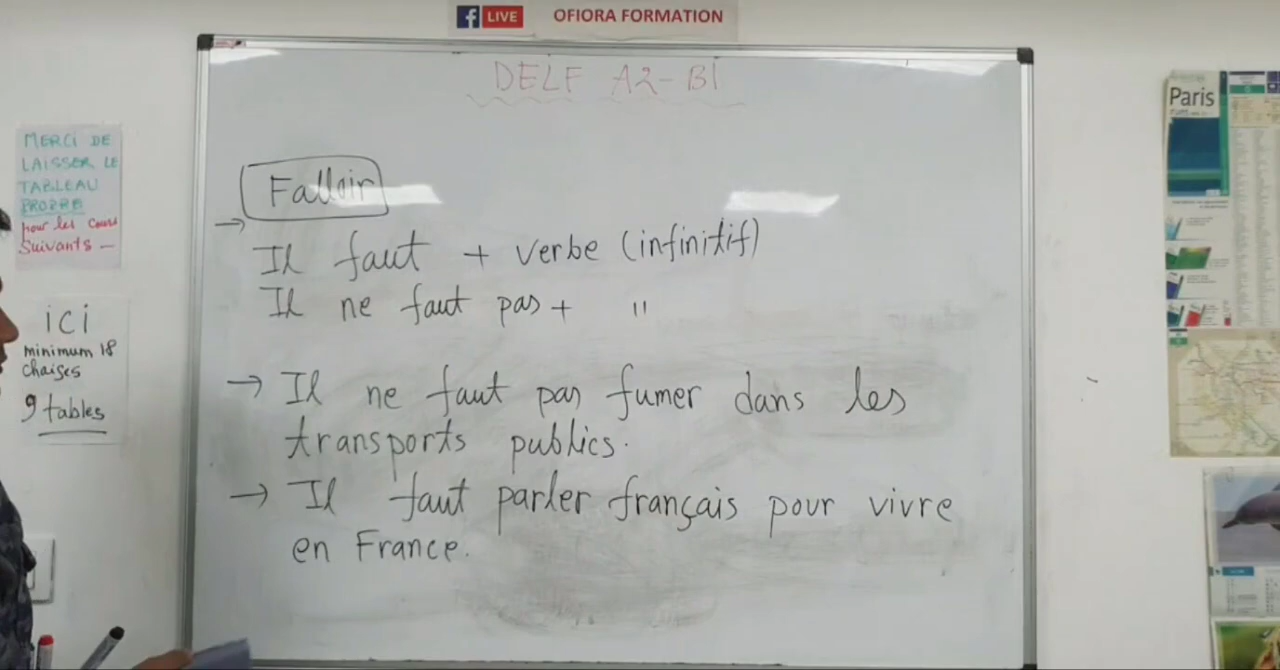 LIVE OFIORA FORMATION
DELF A2-B1
Falloir
→
Il faut + verbe (infinitif)
Il ne faut pas + "
→ Il ne faut pas fumer dans les
transports publics.
→ Il faut parler français pour vivre
en France.
MERCI DE
LAISSER LE
TABLEAU
PROPRE
pour les cours
suivants —
ici
minimum 18
chaises
9 tables
Paris